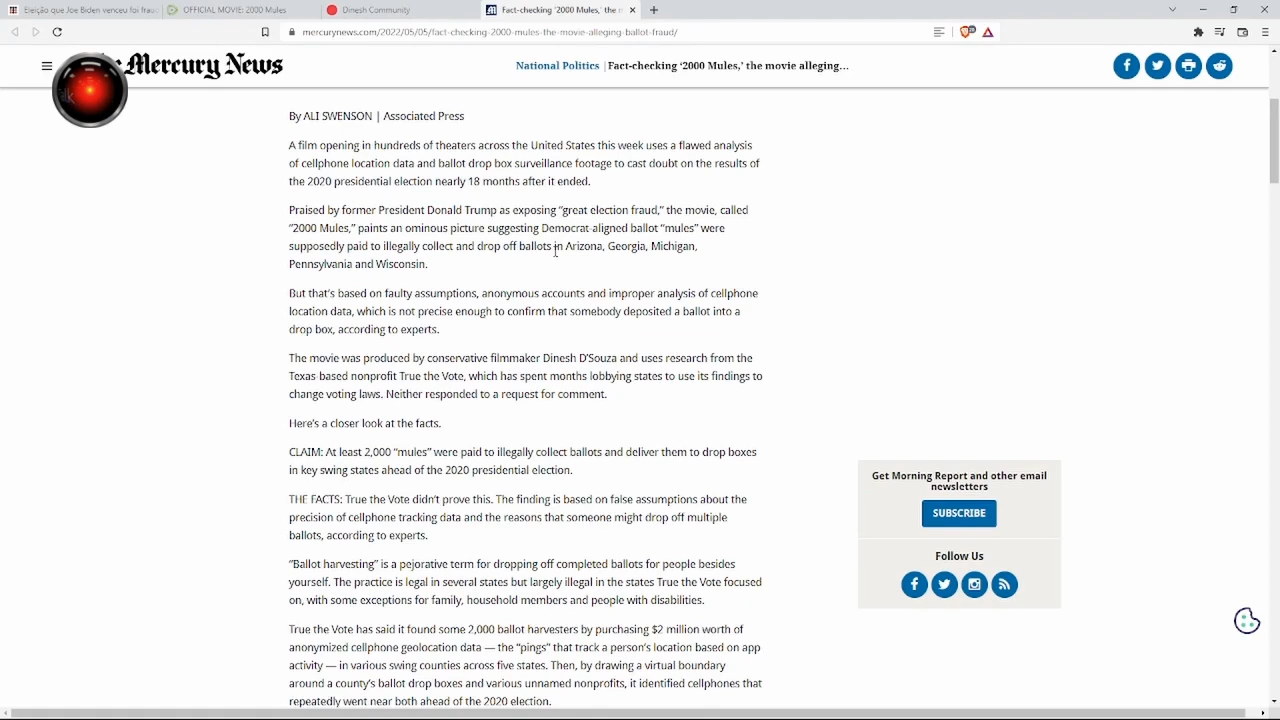 Eleição que Joe Biden venceu foi fraud
OFFICIAL MOVIE: 2000 Mules
Dinesh Community
Fact-checking '2000 Mules,' the m
mercurynews.com/2022/05/05/fact-checking-2000-mules-the-movie-alleging-ballot-fraud/
Mercury News
National Politics | Fact-checking ‘2000 Mules,’ the movie alleging...
By ALI SWENSON | Associated Press
A film opening in hundreds of theaters across the United States this week uses a flawed analysis
of cellphone location data and ballot drop box surveillance footage to cast doubt on the results of
the 2020 presidential election nearly 18 months after it ended.
Praised by former President Donald Trump as exposing “great election fraud,” the movie, called
“2000 Mules,” paints an ominous picture suggesting Democrat-aligned ballot “mules” were
supposedly paid to illegally collect and drop off ballots in Arizona, Georgia, Michigan,
Pennsylvania and Wisconsin.
But that’s based on faulty assumptions, anonymous accounts and improper analysis of cellphone
location data, which is not precise enough to confirm that somebody deposited a ballot into a
drop box, according to experts.
The movie was produced by conservative filmmaker Dinesh D’Souza and uses research from the
Texas-based nonprofit True the Vote, which has spent months lobbying states to use its findings to
change voting laws. Neither responded to a request for comment.
Here’s a closer look at the facts.
CLAIM: At least 2,000 “mules” were paid to illegally collect ballots and deliver them to drop boxes
in key swing states ahead of the 2020 presidential election.
THE FACTS: True the Vote didn’t prove this. The finding is based on false assumptions about the
precision of cellphone tracking data and the reasons that someone might drop off multiple
ballots, according to experts.
“Ballot harvesting” is a pejorative term for dropping off completed ballots for people besides
yourself. The practice is legal in several states but largely illegal in the states True the Vote focused
on, with some exceptions for family, household members and people with disabilities.
True the Vote has said it found some 2,000 ballot harvesters by purchasing $2 million worth of
anonymized cellphone geolocation data — the “pings” that track a person’s location based on app
activity — in various swing counties across five states. Then, by drawing a virtual boundary
around a county’s ballot drop boxes and various unnamed nonprofits, it identified cellphones that
repeatedly went near both ahead of the 2020 election.
Get Morning Report and other email
newsletters
SUBSCRIBE
Follow Us